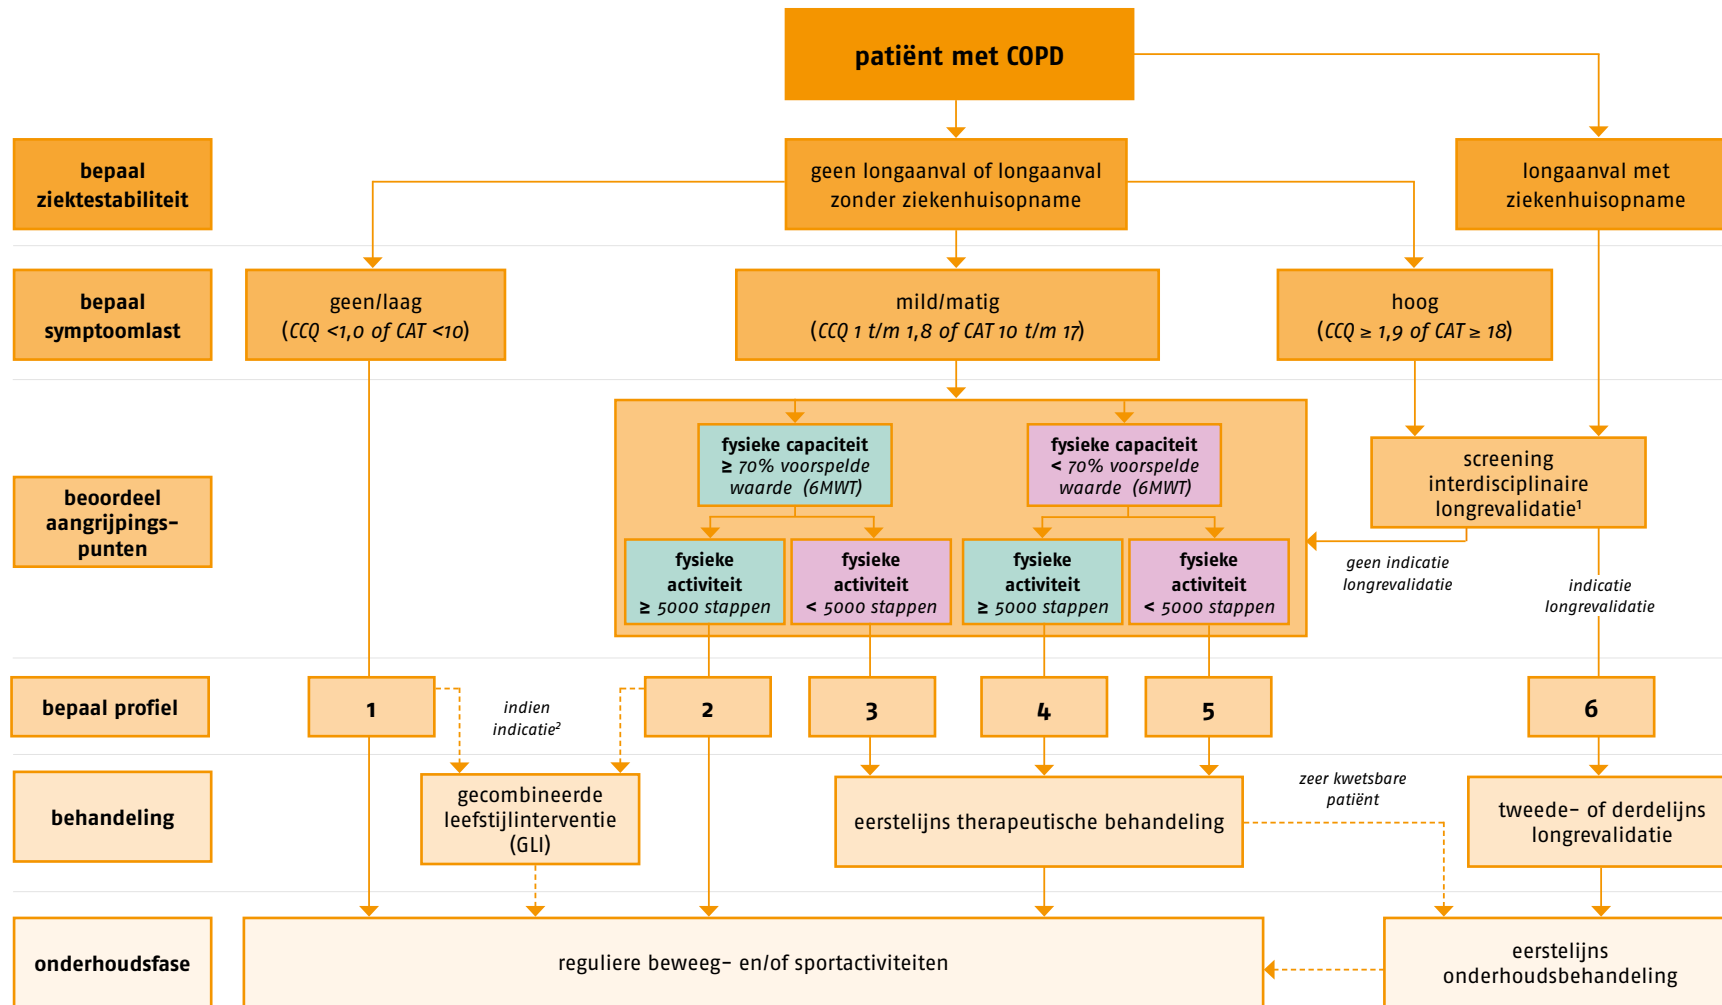 patiënt met COPD
bepaal
ziektestabiliteit
geen longaanval of longaanval
zonder ziekenhuisopname
longaanval met
ziekenhuisopname
bepaal
symptoomlast
geen/laag
(CCQ <1,0 of CAT <10)
mild/matig
(CCQ 1 t/m 1,8 of CAT 10 t/m 17)
hoog
(CCQ ≥ 1,9 of CAT ≥ 18)
beoordeel
aangrijpings-
punten
fysieke capaciteit
≥ 70% voorspelde
waarde (6MWT)
fysieke capaciteit
< 70% voorspelde
waarde (6MWT)
screening
interdisciplinaire
longrevalidatie¹
fysieke
activiteit
≥ 5000 stappen
fysieke
activiteit
< 5000 stappen
fysieke
activiteit
≥ 5000 stappen
fysieke
activiteit
< 5000 stappen
geen indicatie
longrevalidatie
indicatie
longrevalidatie
bepaal profiel
1
indien
indicatie²
2
3
4
5
6
behandeling
gecombineerde
leefstijlinterventie
(GLI)
eerstelijns therapeutische behandeling
zeer kwetsbare
patiënt
tweede- of derdelijns
longrevalidatie
onderhoudsfase
reguliere beweeg- en/of sportactiviteiten
eerstelijns
onderhoudsbehandeling